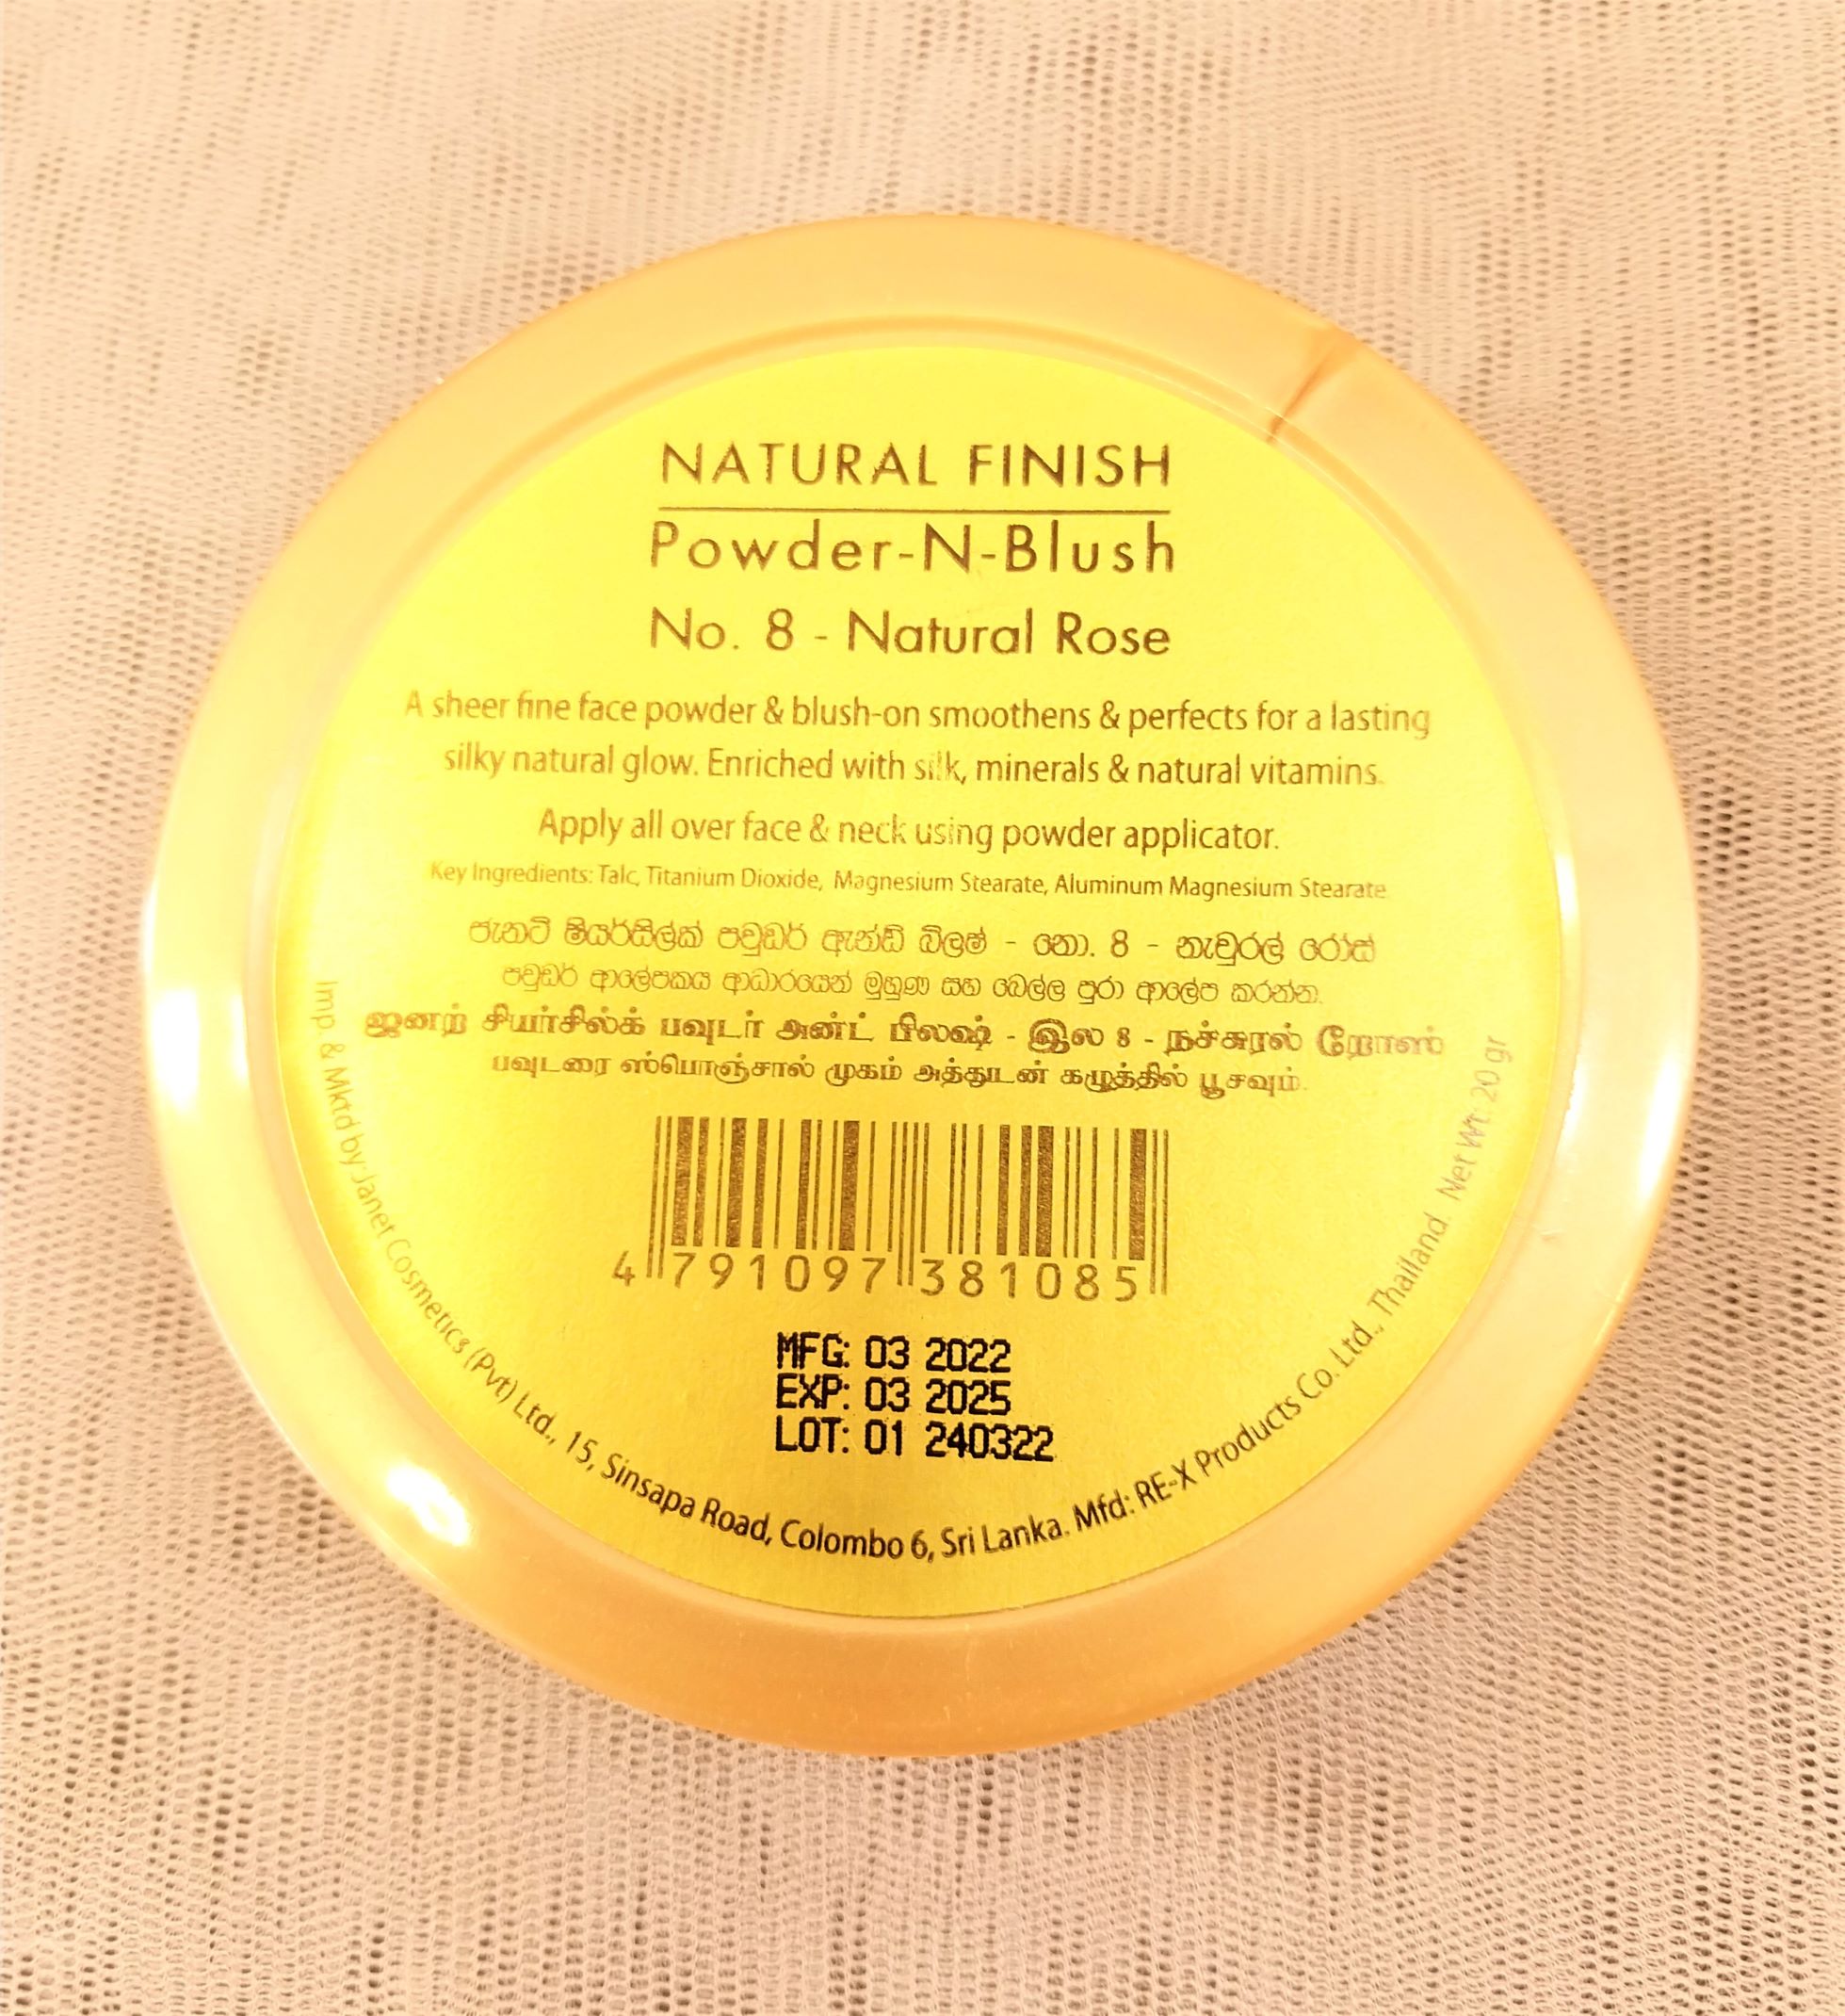 NATURAL FINISH
Powder-N-Blush
No. 8 - Natural Rose
A sheer fine face powder & blush-on smoothens & perfects for a lasting
silky natural glow. Enriched with silk, minerals & natural vitamins.
Apply all over face & neck using powder applicator.
Key Ingredients: Talc, Titanium Dioxide, Magnesium Stearate, Aluminum Magnesium Stearate
ජැනට් ෂියර්සිල්ක් පවුඩර් ඇන්ඩ් බ්ලෂ් - නො. 8 - නැචුරල් රෝස්
පවුඩර් ආලේපකය ආධාරයෙන් මුහුණ සහ බෙල්ල පුරා ආලේප කරන්න.
ஜனற் சியர்சில்க் பவுடர் அண்ட் பிலஷ் - இல 8 - நச்சுரல் றோஸ்
பவுடரை ஸ்பொஞ்சால் முகம் அத்துடன் கழுத்தில் பூசவும்.
4 791097 381085
MFG: 03 2022
EXP: 03 2025
LOT: 01 240322
Imp & Mktd by Janet Cosmetics (Pvt) Ltd., 15, Sinsapa Road, Colombo 6, Sri Lanka. Mfd: RE-X Products Co. Ltd., Thailand. Net Wt. 20 gr